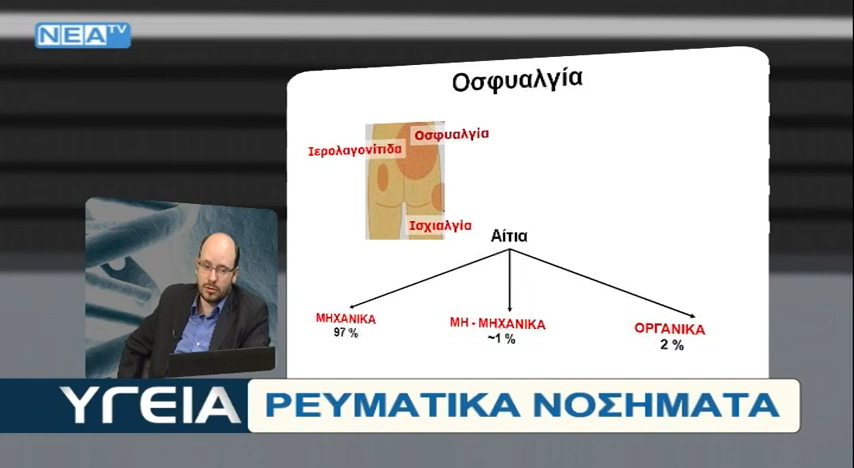 NEA TV
Οσφυαλγία
Οσφυαλγία
Ιερολαγονίτιδα
Ισχιαλγία
Αίτια
ΜΗΧΑΝΙΚΑ
97 %
ΜΗ - ΜΗΧΑΝΙΚΑ
~1 %
ΟΡΓΑΝΙΚΑ
2 %
ΥΓΕΙΑ
ΡΕΥΜΑΤΙΚΑ ΝΟΣΗΜΑΤΑ